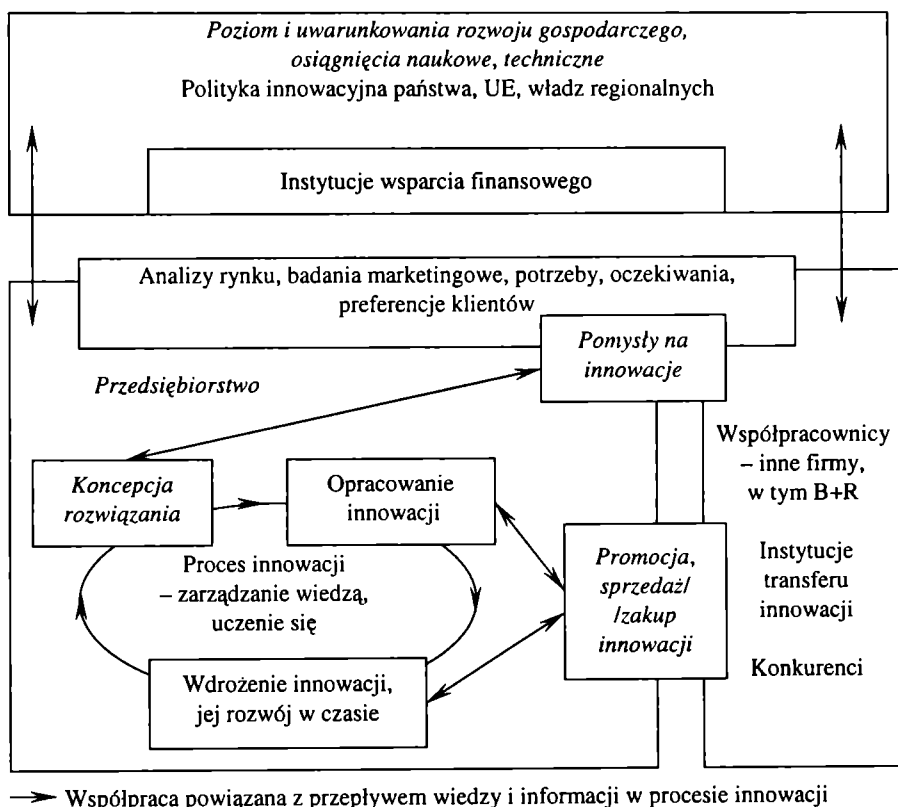 Poziom i uwarunkowania rozwoju gospodarczego,
osiągnięcia naukowe, techniczne
Polityka innowacyjna państwa, UE, władz regionalnych
Instytucje wsparcia finansowego
Analizy rynku, badania marketingowe, potrzeby, oczekiwania,
preferencje klientów
Pomysły na
innowacje
Przedsiębiorstwo
Współpracownicy
– inne firmy,
w tym B+R
Koncepcja
rozwiązania
Opracowanie
innowacji
Promocja,
sprzedaż/
/zakup
innowacji
Instytucje
transferu
innowacji
Proces innowacji
– zarządzanie wiedzą,
uczenie się
Konkurenci
Wdrożenie innowacji,
jej rozwój w czasie
Współpraca powiązana z przepływem wiedzy i informacji w procesie innowacji